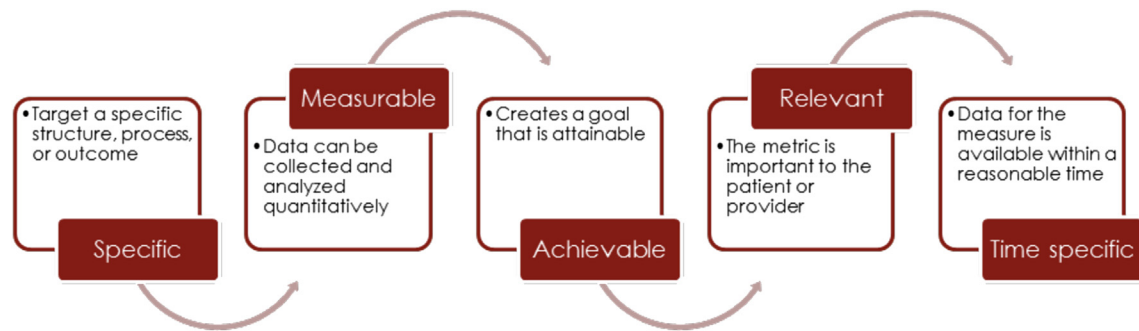 •Target a specific
structure, process,
or outcome
Specific
Measurable
•Data can be
collected and
analyzed
quantitatively
•Creates a goal
that is attainable
Achievable
Relevant
•The metric is
important to the
patient or
provider
•Data for the
measure is
available within a
reasonable time
Time specific